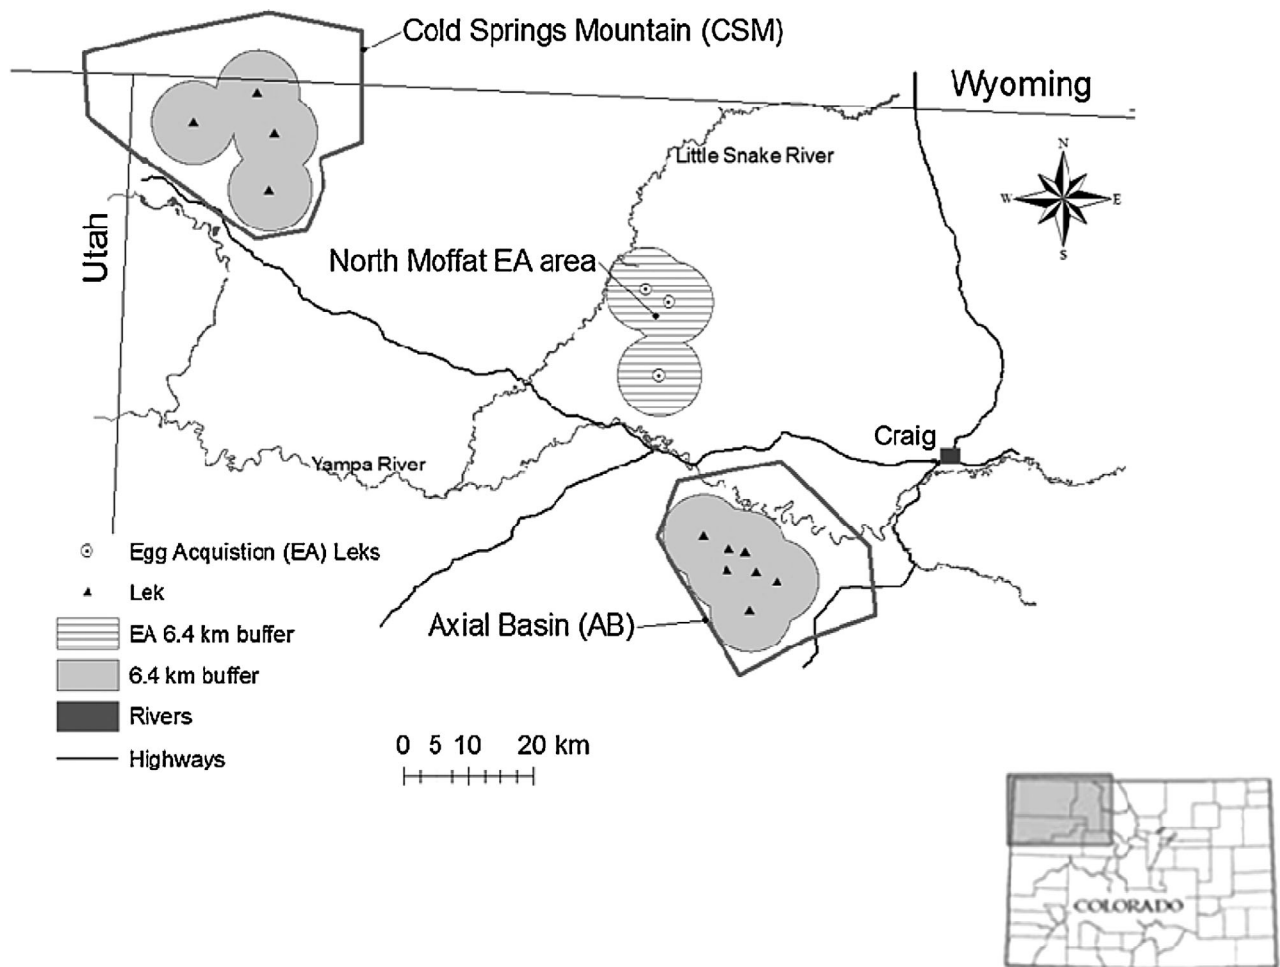 Cold Springs Mountain (CSM)
Wyoming
Little Snake River
N
W
E
S
Utah
North Moffat EA area
Craig
Yampa River
Egg Acquistion (EA) Leks
Lek
Axial Basin (AB)
EA 6.4 km buffer
6.4 km buffer
Rivers
Highways
0 5 10 20 km
COLORADO